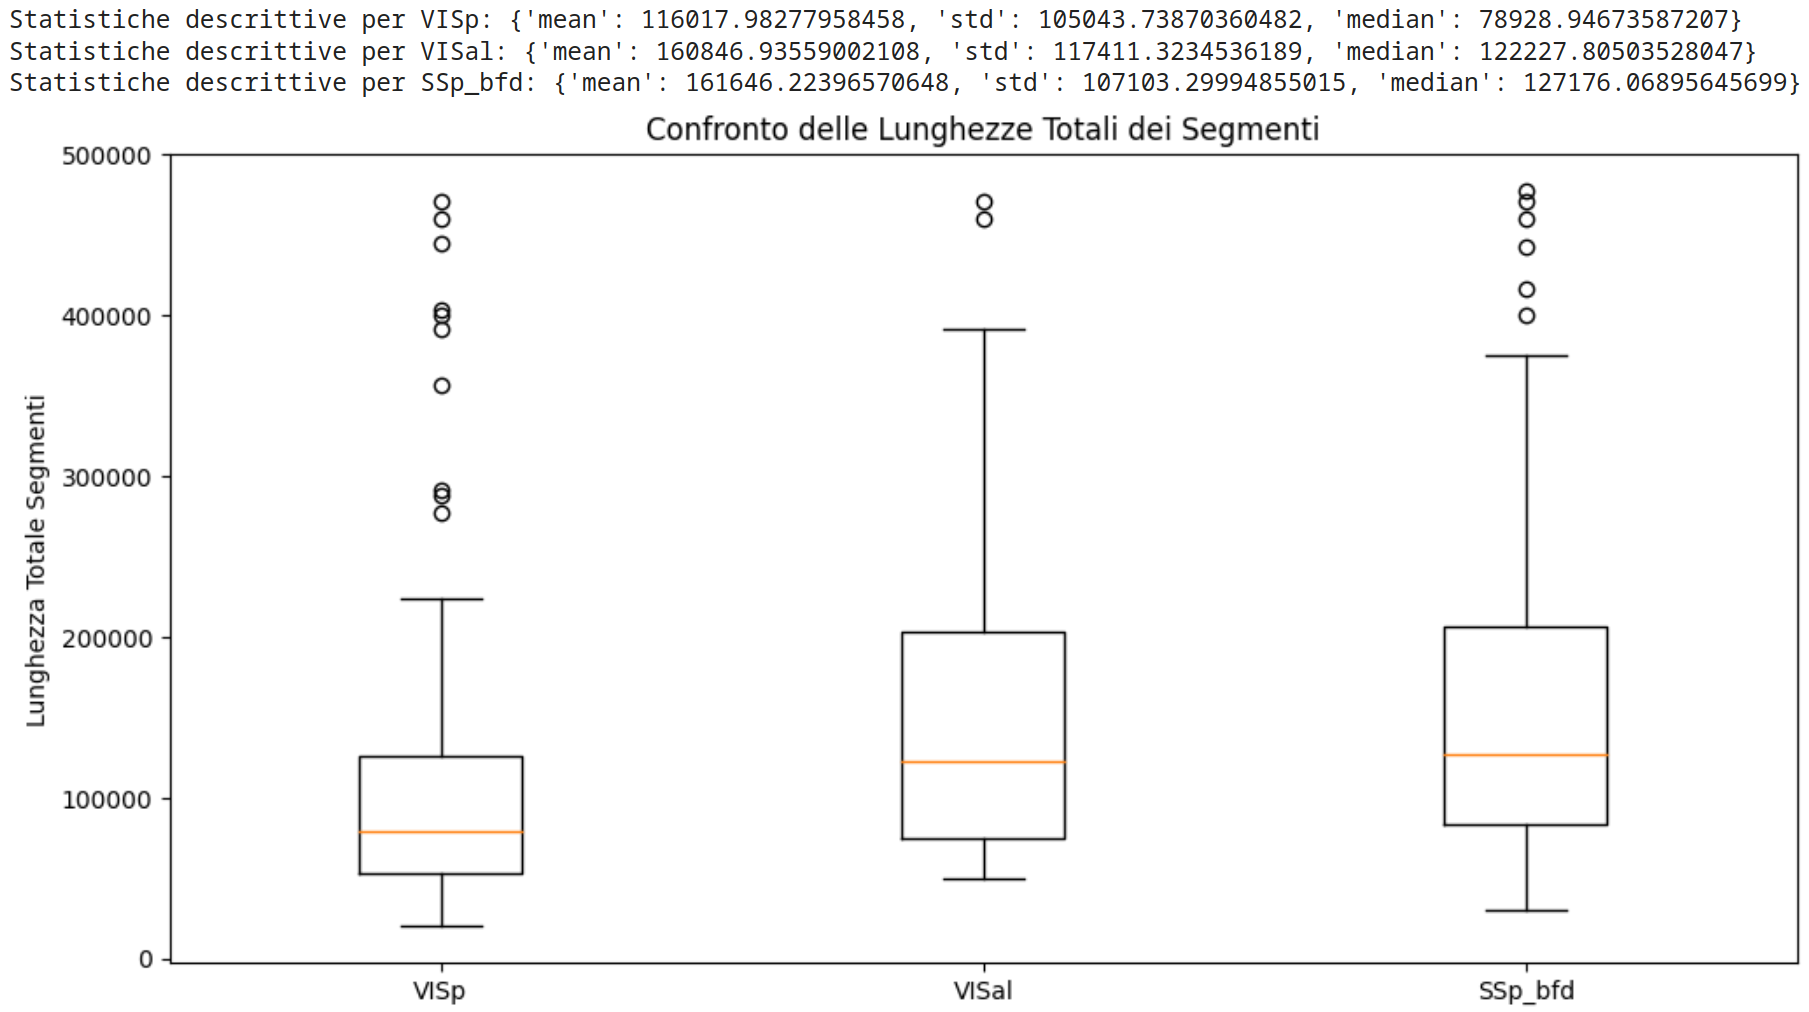 Statistiche descrittive per VISp: {'mean': 116017.98277958458, 'std': 105043.73870360482, 'median': 78928.94673587207}
Statistiche descrittive per VISal: {'mean': 160846.93559002108, 'std': 117411.3234536189, 'median': 122227.80503528047}
Statistiche descrittive per SSp_bfd: {'mean': 161646.22396570648, 'std': 107103.29994855015, 'median': 127176.06895645699}
Confronto delle Lunghezze Totali dei Segmenti
Lunghezza Totale Segmenti
500000
400000
300000
200000
100000
0
VISp
VISal
SSp_bfd